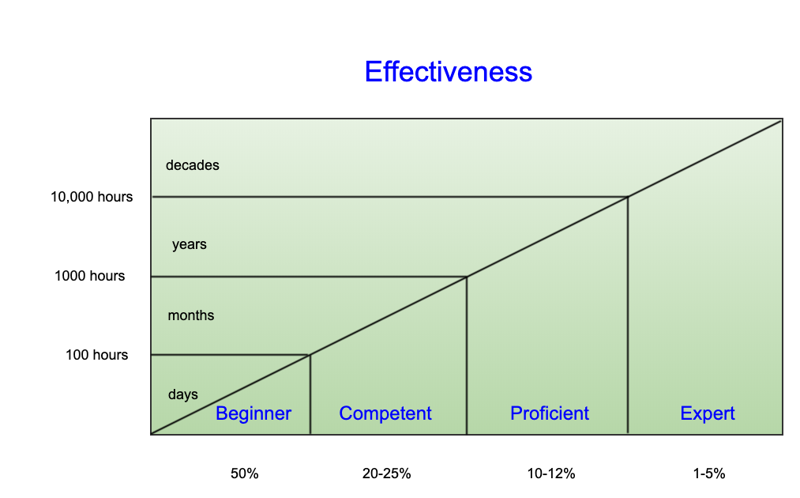 Effectiveness
decades
10,000 hours
years
1000 hours
months
100 hours
days
Beginner Competent Proficient Expert
50% 20-25% 10-12% 1-5%